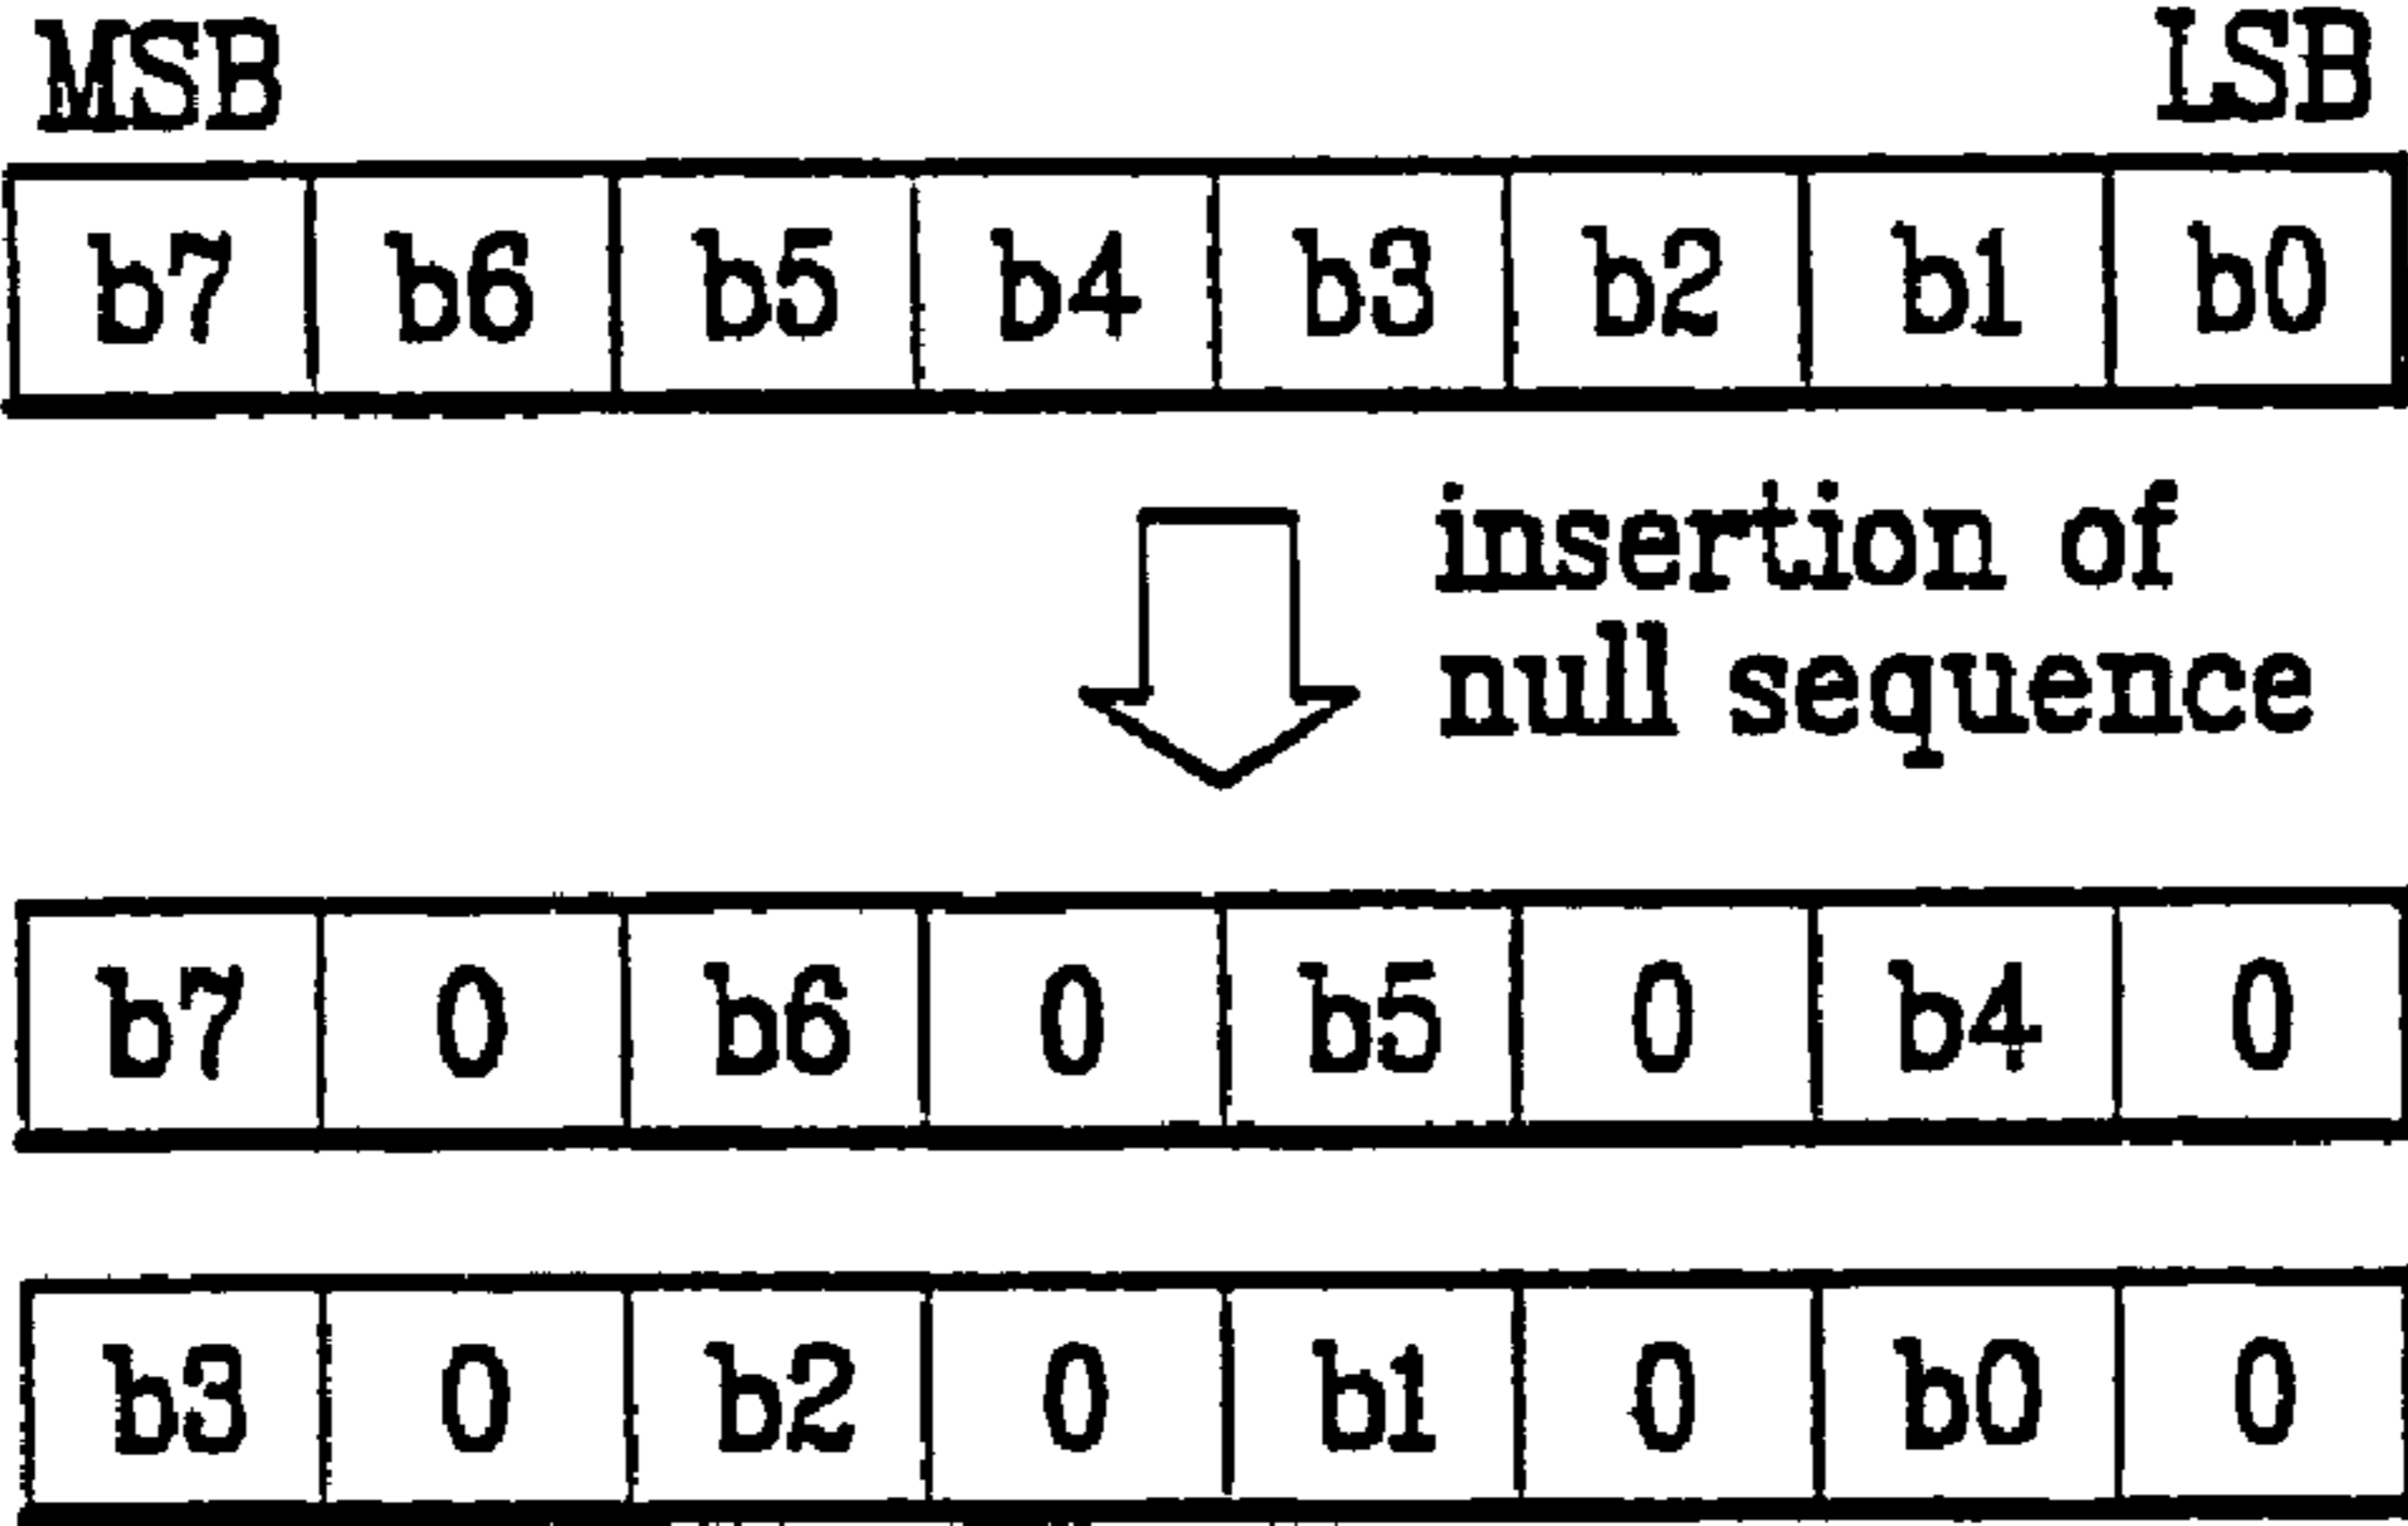 MSB LSB
b7 b6 b5 b4 b3 b2 b1 b0
insertion of
null sequence
b7 0 b6 0 b5 0 b4 0
b3 0 b2 0 b1 0 b0 0